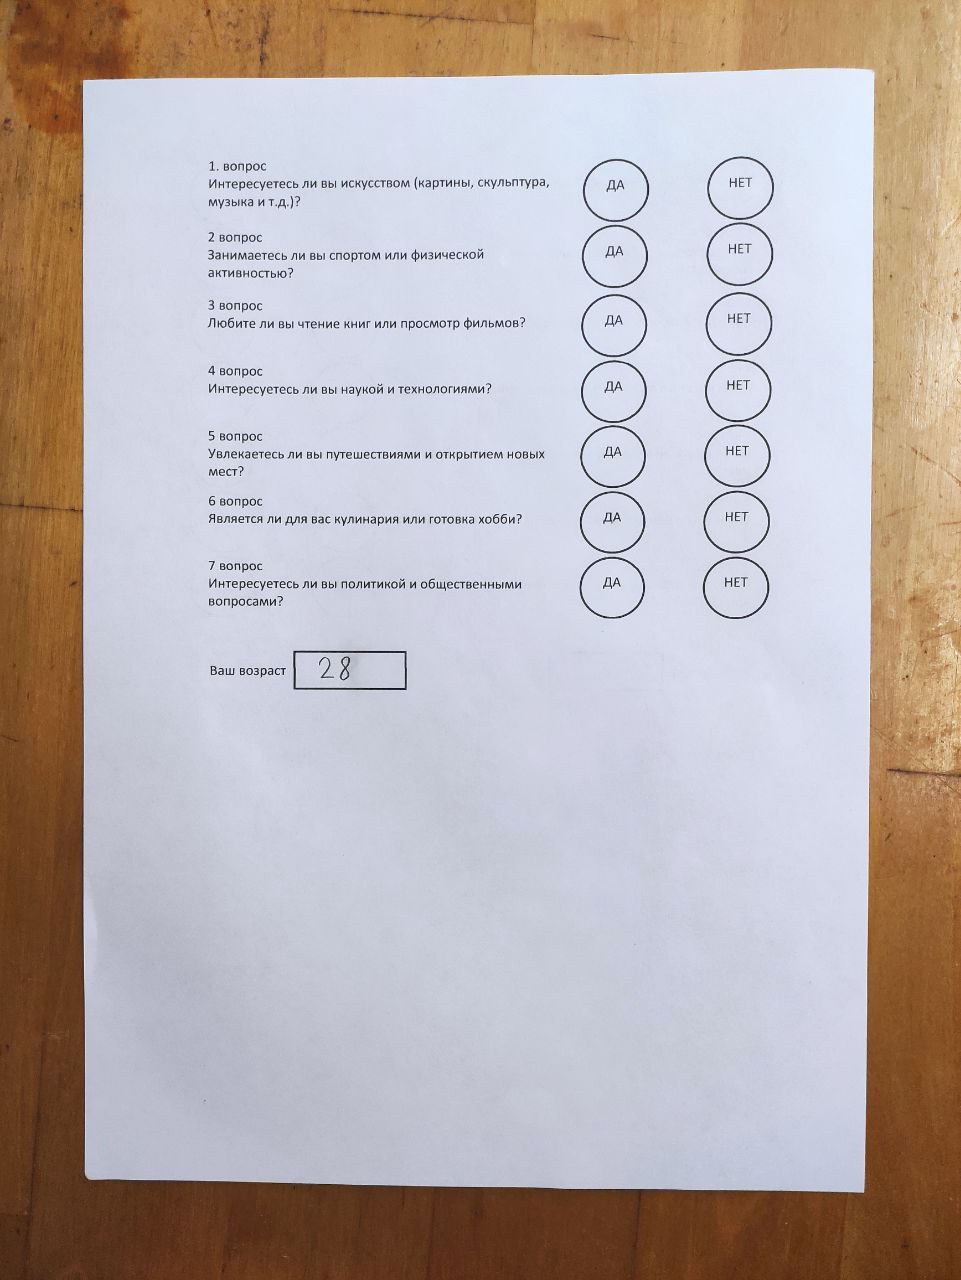 1. вопрос
Интересуетесь ли вы искусством (картины, скульптура,
музыка и т.д.)?
ДА
НЕТ
2 вопрос
Занимаетесь ли вы спортом или физической
активностью?
ДА
НЕТ
3 вопрос
Любите ли вы чтение книг или просмотр фильмов?
ДА
НЕТ
4 вопрос
Интересуетесь ли вы наукой и технологиями?
ДА
НЕТ
5 вопрос
Увлекаетесь ли вы путешествиями и открытием новых
мест?
ДА
НЕТ
6 вопрос
Является ли для вас кулинария или готовка хобби?
ДА
НЕТ
7 вопрос
Интересуетесь ли вы политикой и общественными
вопросами?
ДА
НЕТ
Ваш возраст 28